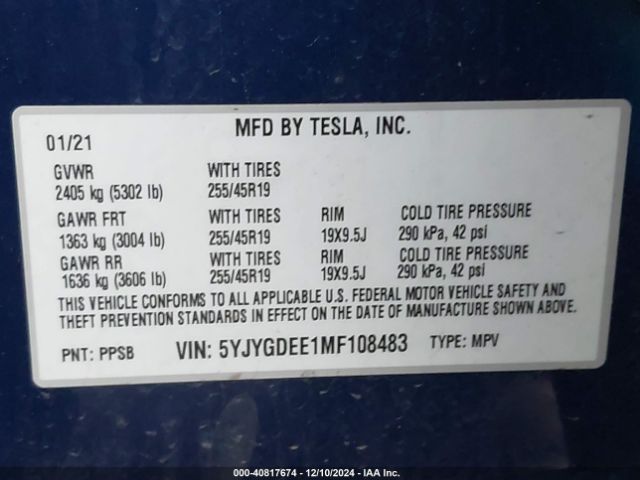 01/21 MFD BY TESLA, INC.
GVWR WITH TIRES
2405 kg (5302 lb) 255/45R19
GAWR FRT WITH TIRES RIM COLD TIRE PRESSURE
1363 kg (3004 lb) 255/45R19 19X9.5J 290 kPa, 42 psi
GAWR RR WITH TIRES RIM COLD TIRE PRESSURE
1636 kg (3606 lb) 255/45R19 19X9.5J 290 kPa, 42 psi
THIS VEHICLE CONFORMS TO ALL APPLICABLE U.S. FEDERAL MOTOR VEHICLE SAFETY AND
THEFT PREVENTION STANDARDS IN EFFECT ON THE DATE OF MANUFACTURE SHOWN ABOVE.
PNT: PPSB VIN: 5YJYGDEE1MF108483 TYPE: MPV
000-40817674 - 12/10/2024 - IAA Inc.